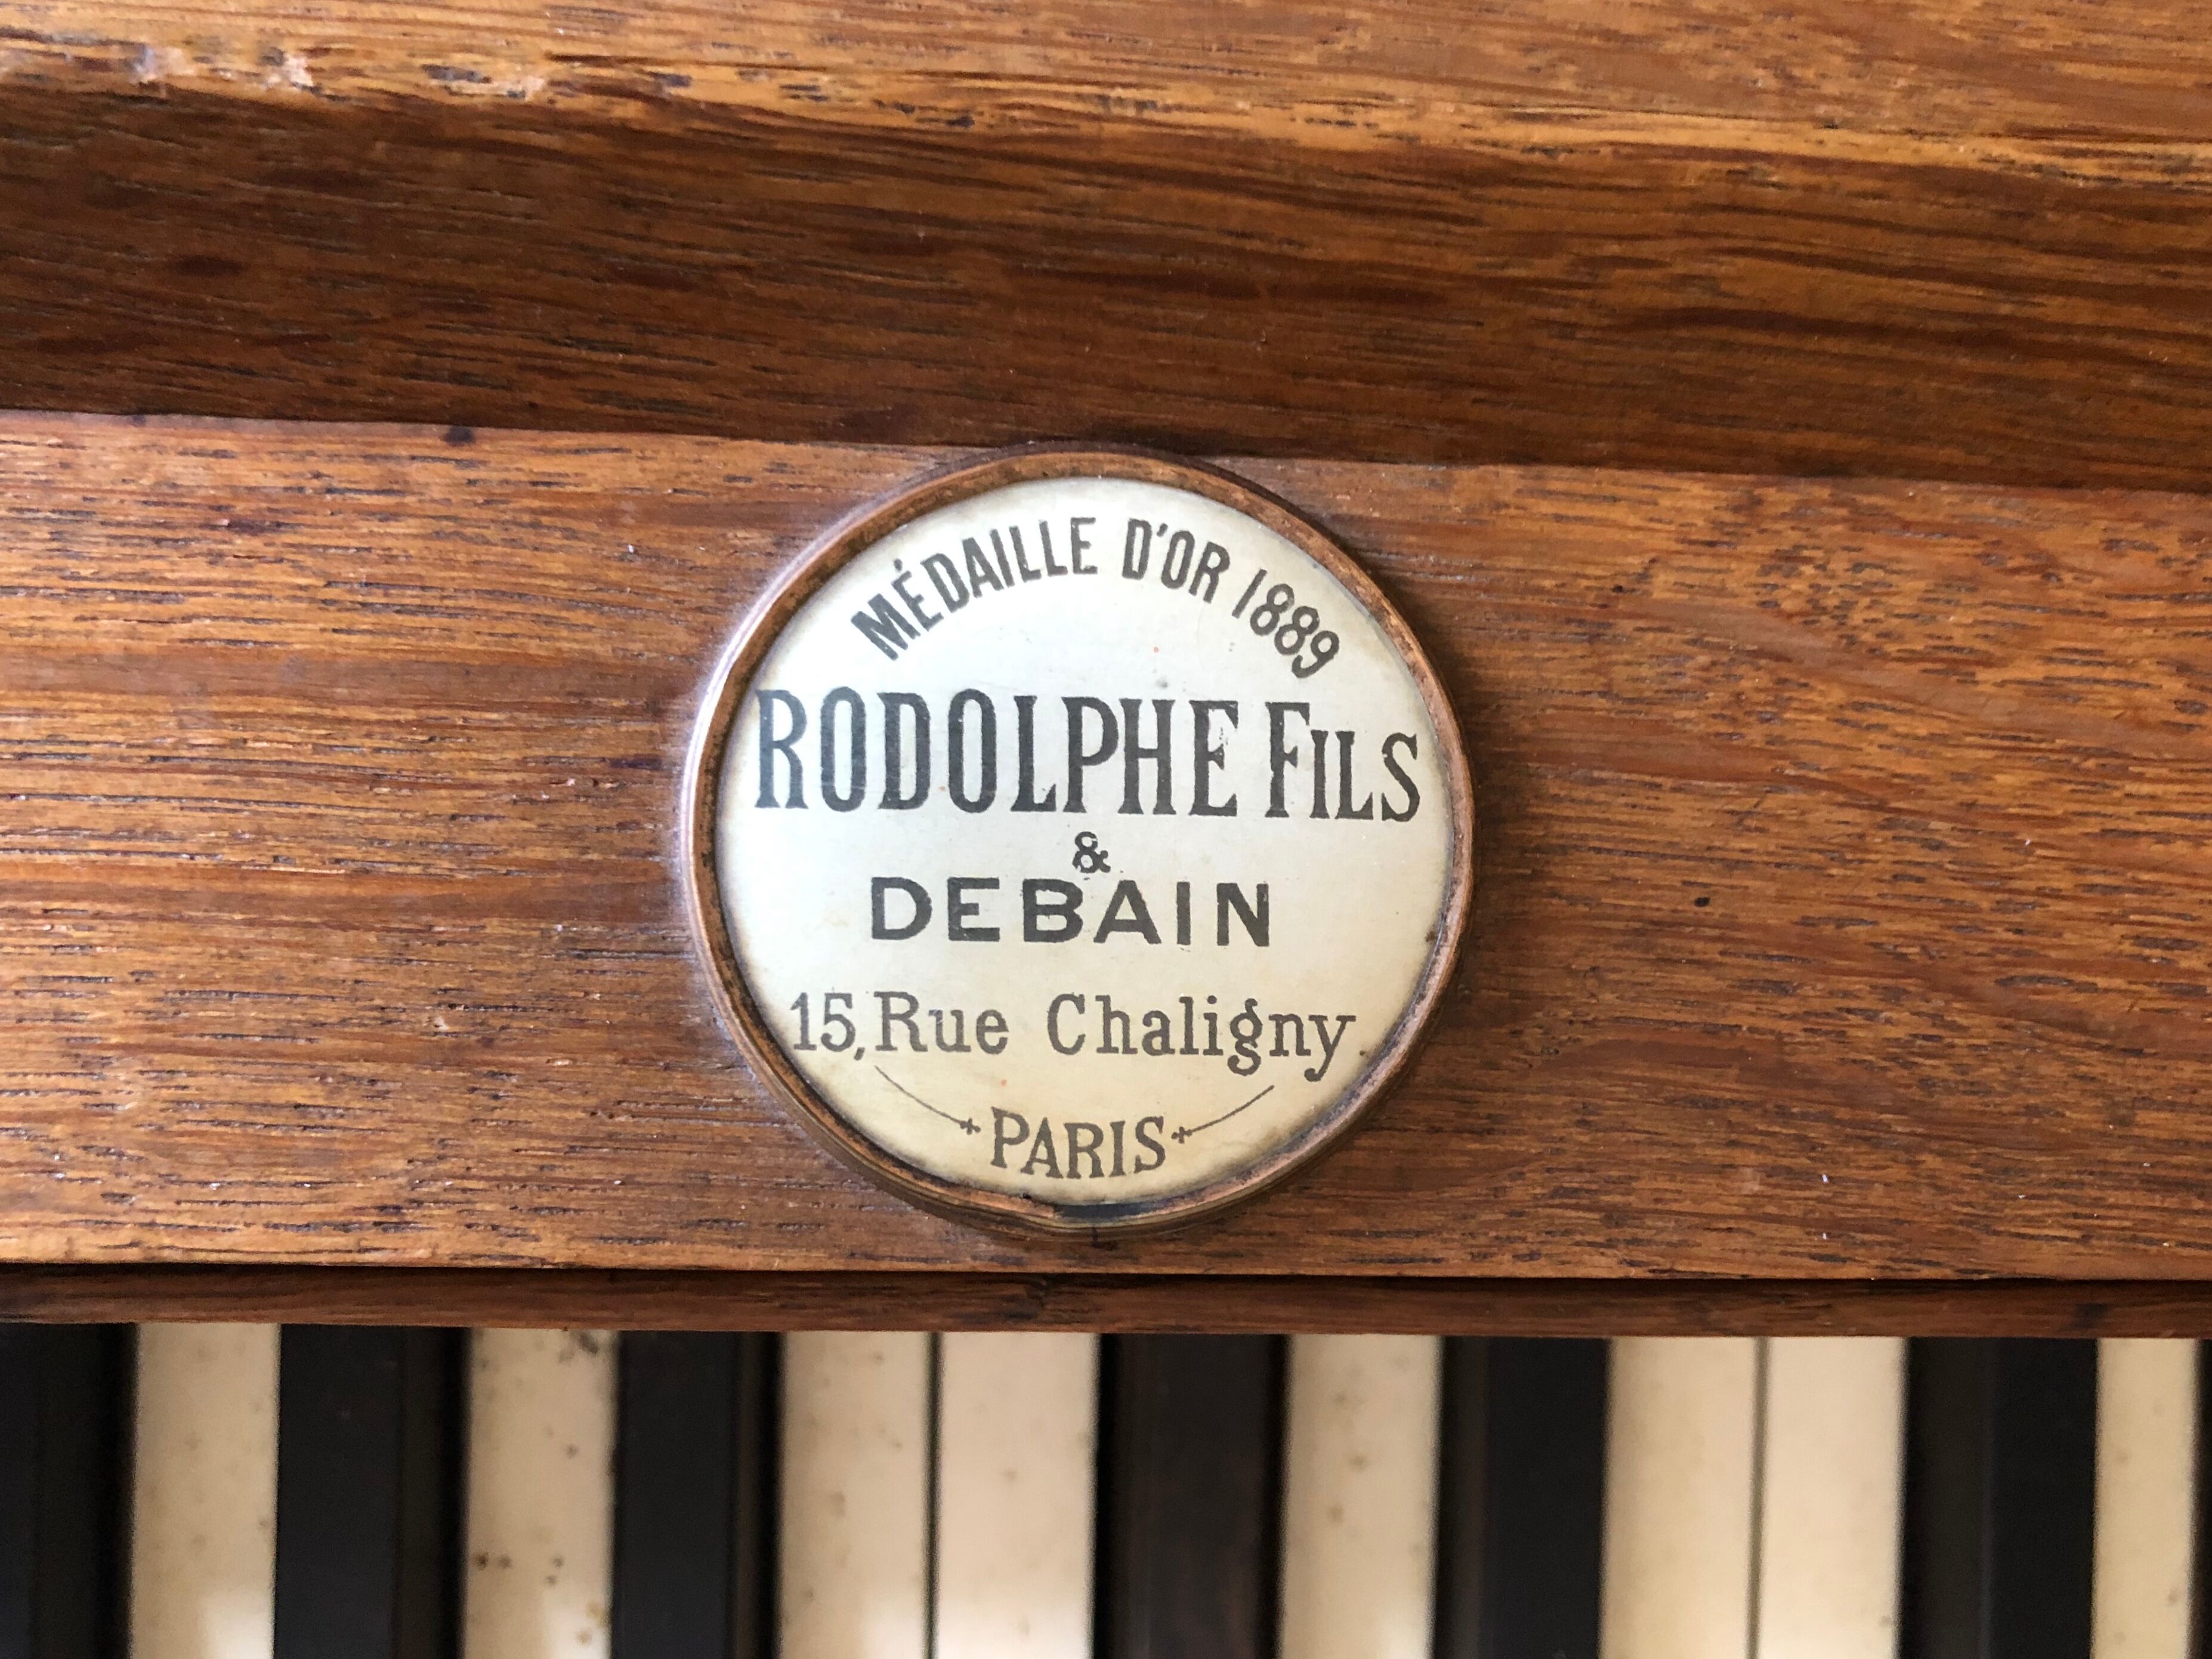 MÉDAILLE D'OR 1889
RODOLPHE FILS
&
DEBAIN
15, Rue Chaligny.
PARIS